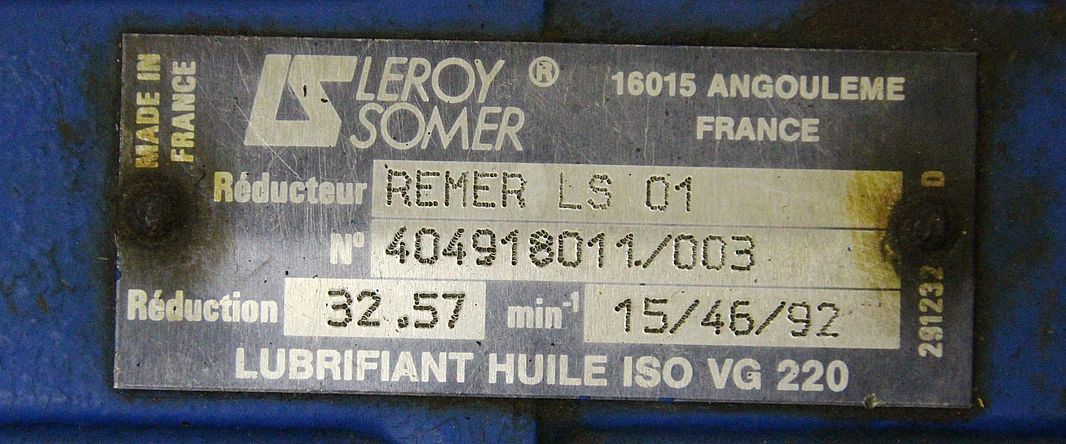 MADE IN
FRANCE
LS LEROY ®
SOMER
16015 ANGOULEME
FRANCE
Réducteur REMER LS 01
N° 404918011/003
Réduction 32.57 min-1 15/46/92
LUBRIFIANT HUILE ISO VG 220
291232 D